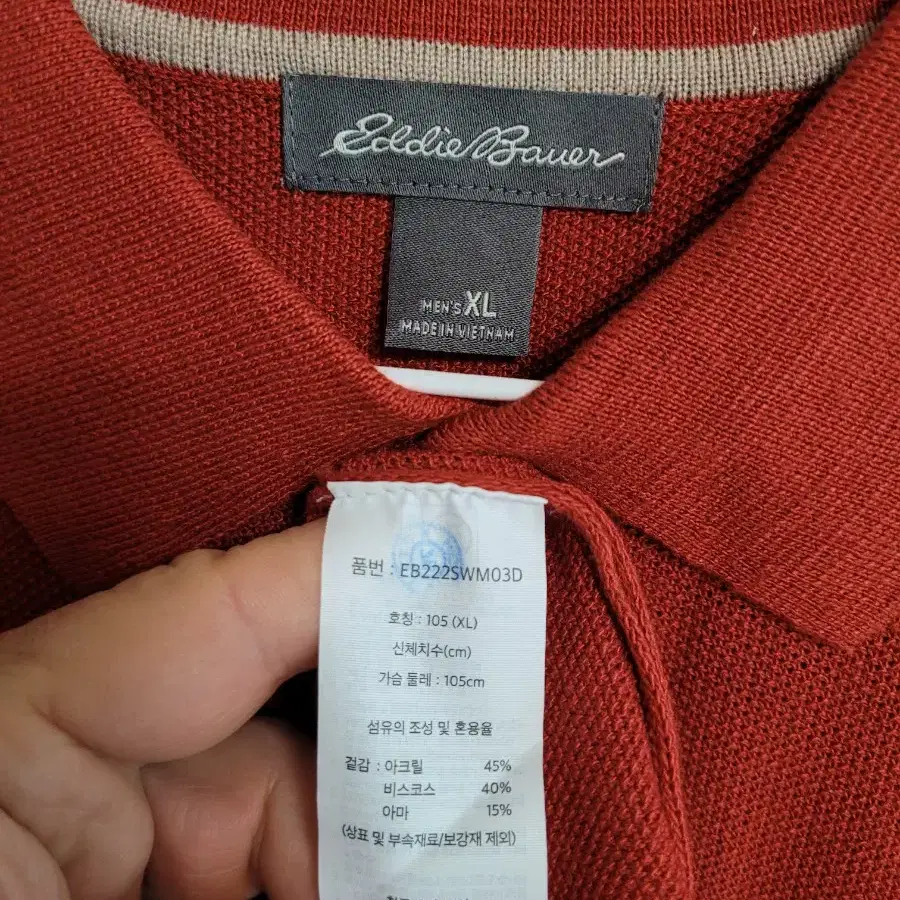 Eddie Bauer
MEN'S XL
MADE IN VIETNAM
품번 : EB222SWM03D
호칭 : 105 (XL)
신체치수(cm)
가슴 둘레 : 105cm
섬유의 조성 및 혼용율
겉감 : 아크릴 45%
비스코스 40%
아마 15%
(상표 및 부속재료/보강재 제외)